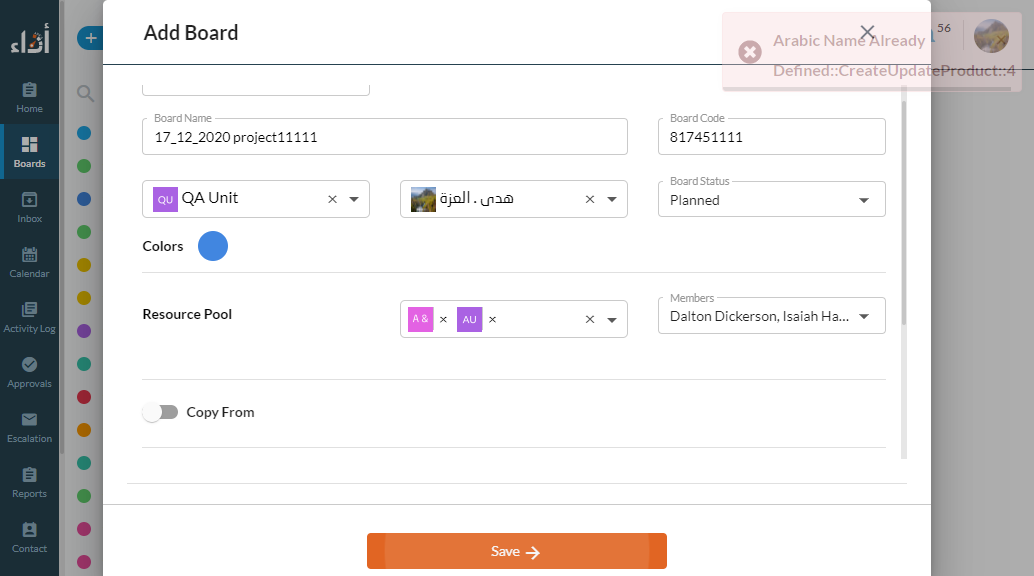 أداء
Add Board
56
Arabic Name Already
Defined::CreateUpdateProduct::4
Home
Boards
Inbox
Calendar
Activity Log
Approvals
Escalation
Reports
Contact
Board Name
17_12_2020 project11111
Board Code
817451111
QU QA Unit
هدى . العزة
Board Status
Planned
Colors
Resource Pool
A &
AU
Members
Dalton Dickerson, Isaiah Ha...
Copy From
Save